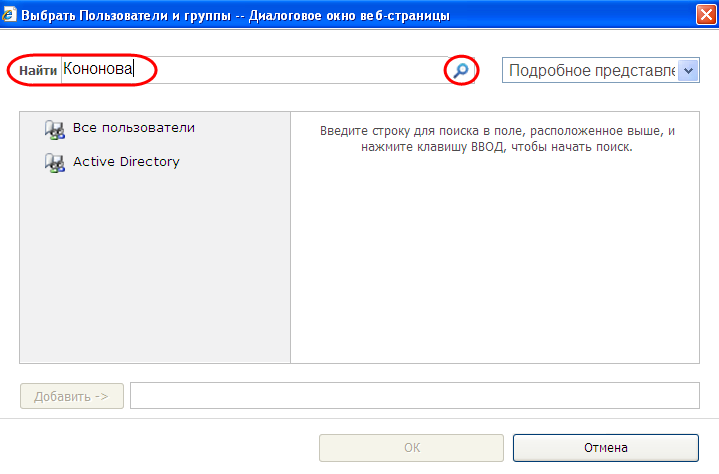 Выбрать Пользователи и группы -- Диалоговое окно веб-страницы
Найти Кононова
Подробное представле
Все пользователи
Active Directory
Введите строку для поиска в поле, расположенное выше, и
нажмите клавишу ВВОД, чтобы начать поиск.
Добавить ->
ОК
Отмена